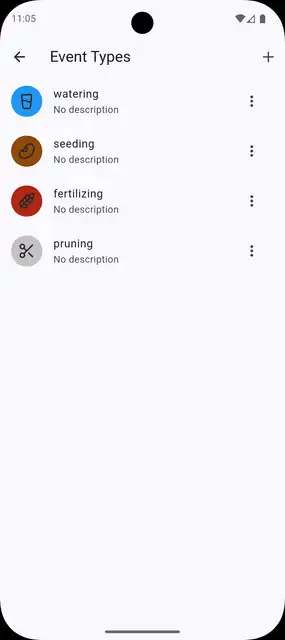 11:05
Event Types
watering
No description
seeding
No description
fertilizing
No description
pruning
No description